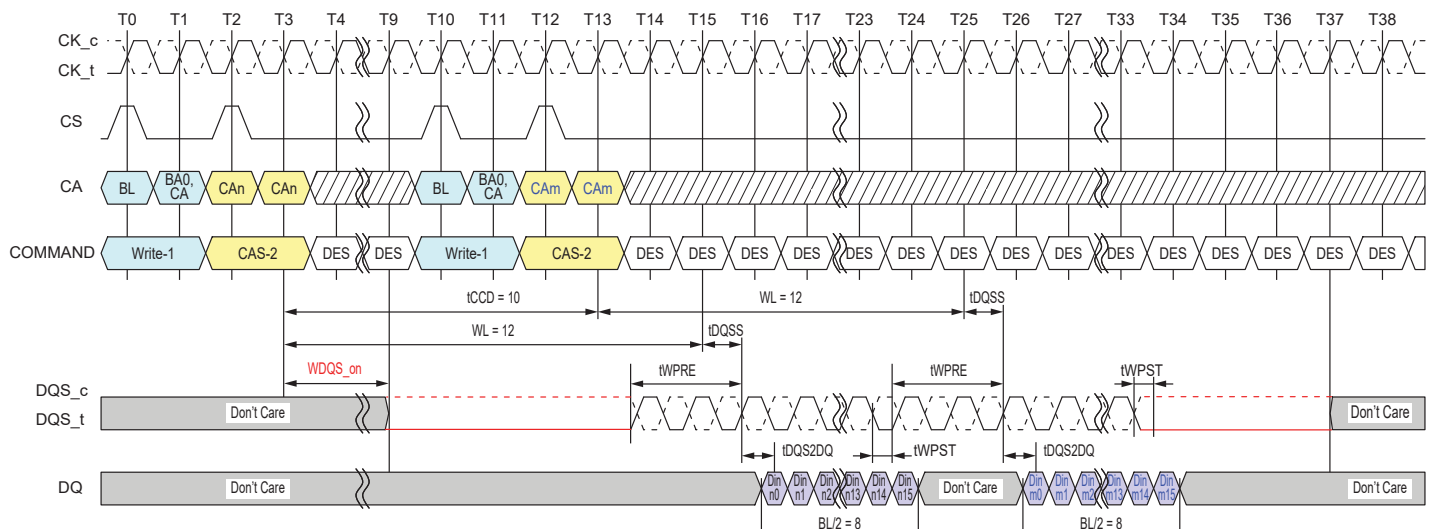 T0 T1 T2 T3 T4 T9 T10 T11 T12 T13 T14 T15 T16 T17 T23 T24 T25 T26 T27 T33 T34 T35 T36 T37 T38
CK_c
CK_t
CS
CA BL BA0, CA CAn CAn BL BA0, CA CAm CAm
COMMAND Write-1 CAS-2 DES DES Write-1 CAS-2 DES DES DES DES DES DES DES DES DES DES DES DES DES DES DES
tCCD = 10 WL = 12 tDQSS
WL = 12 tDQSS
WDQS_on tWPRE tWPRE tWPST
DQS_c
DQS_t Don't Care Don't Care
tDQS2DQ tWPST tDQS2DQ
DQ Don't Care Din n0 Din n1 Din n2 Din n13 Din n14 Din n15 Don't Care Din m0 Din m1 Din m2 Din m13 Din m14 Din m15 Don't Care
BL/2 = 8 BL/2 = 8